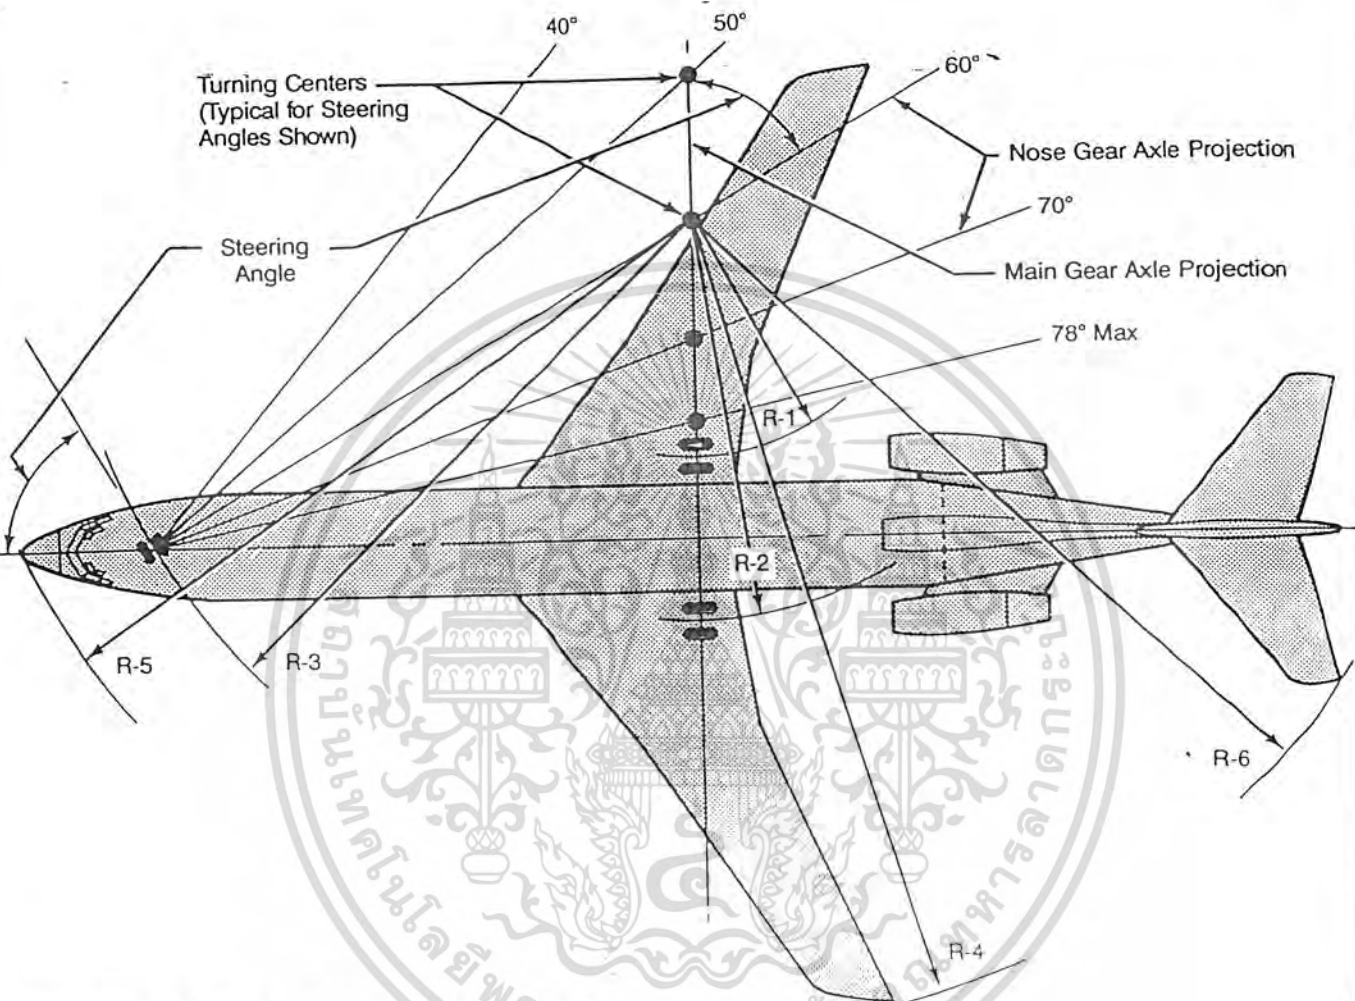 40°
50°
60°
Turning Centers
(Typical for Steering
Angles Shown)
Nose Gear Axle Projection
70°
Steering
Angle
Main Gear Axle Projection
78° Max
R-1
R-2
R-5
R-3
R-6
R-4